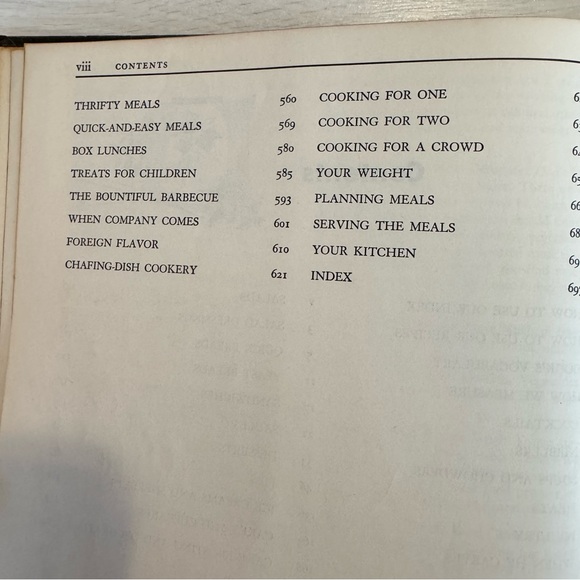 viii CONTENTS
THRIFTY MEALS 560
QUICK-AND-EASY MEALS 569
BOX LUNCHES 580
TREATS FOR CHILDREN 585
THE BOUNTIFUL BARBECUE 593
WHEN COMPANY COMES 601
FOREIGN FLAVOR 610
CHAFING-DISH COOKERY 621
COOKING FOR ONE
COOKING FOR TWO
COOKING FOR A CROWD
YOUR WEIGHT
PLANNING MEALS
SERVING THE MEALS
YOUR KITCHEN
INDEX